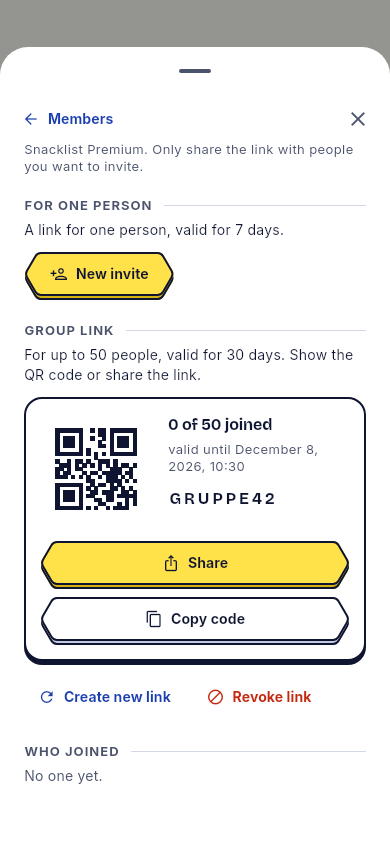 Members
Snacklist Premium. Only share the link with people
you want to invite.
FOR ONE PERSON
A link for one person, valid for 7 days.
New invite
GROUP LINK
For up to 50 people, valid for 30 days. Show the
QR code or share the link.
0 of 50 joined
valid until December 8,
2026, 10:30
GRUPPE42
Share
Copy code
Create new link
Revoke link
WHO JOINED
No one yet.